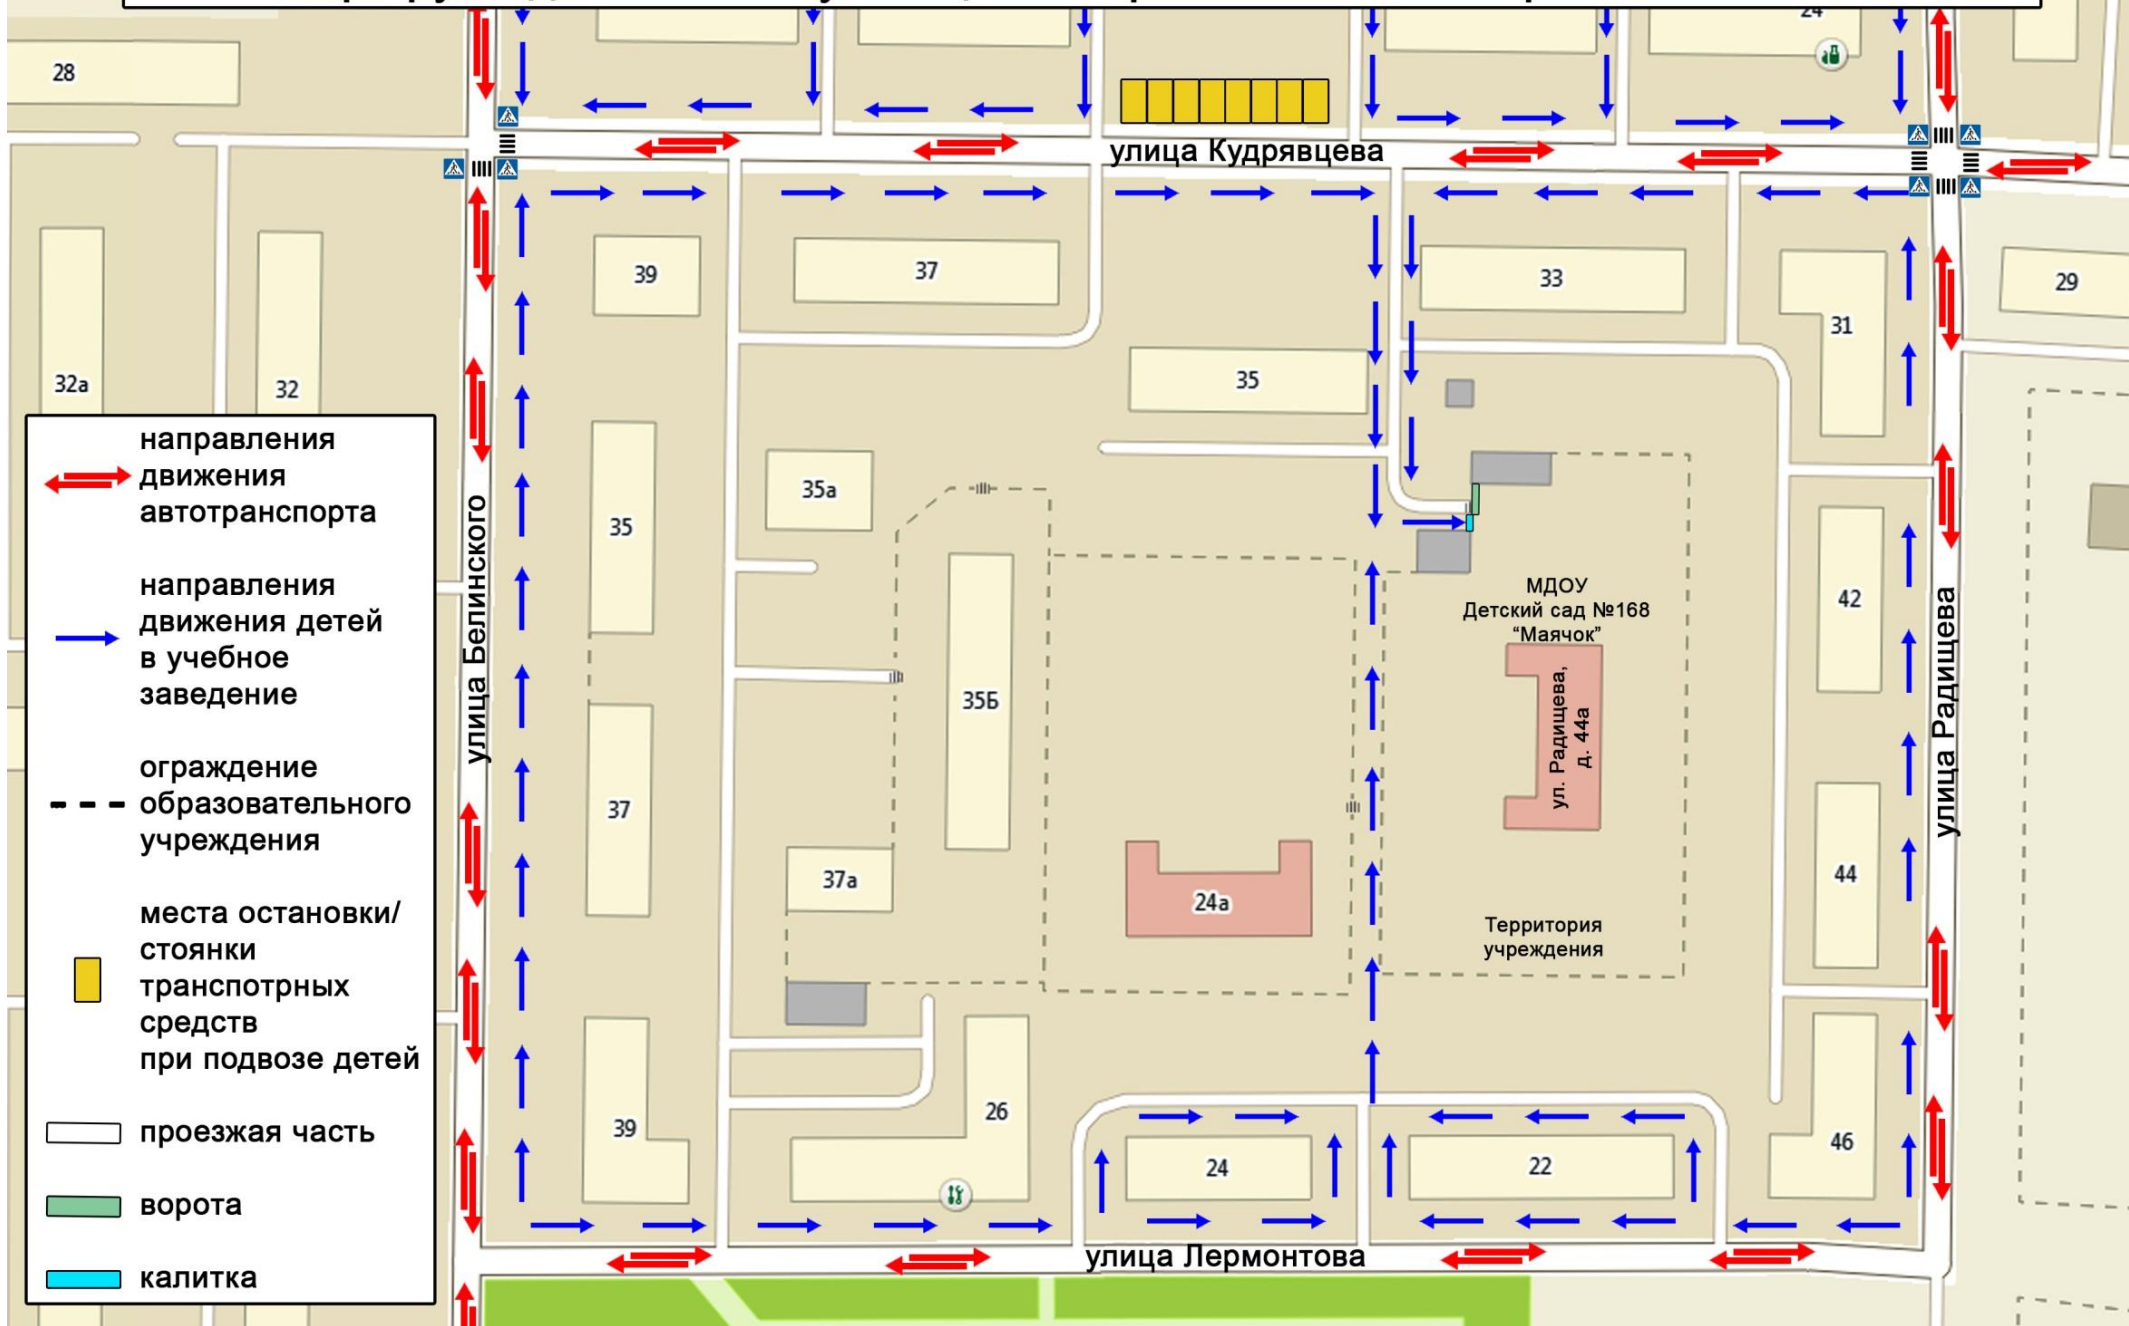 24
28
улица Кудрявцева
39
37
33
31
29
32а
32
35
35а
35
35Б
37
37а
24а
39
26
24
22
42
44
46
улица Белинского
улица Радищева
улица Лермонтова
МДОУ
Детский сад №168
“Маячок”
ул. Радищева,
д. 44а
Территория
учреждения
направления
движения
автотранспорта
направления
движения детей
в учебное
заведение
ограждение
образовательного
учреждения
места остановки/
стоянки
транспотрных
средств
при подвозе детей
проезжая часть
ворота
калитка